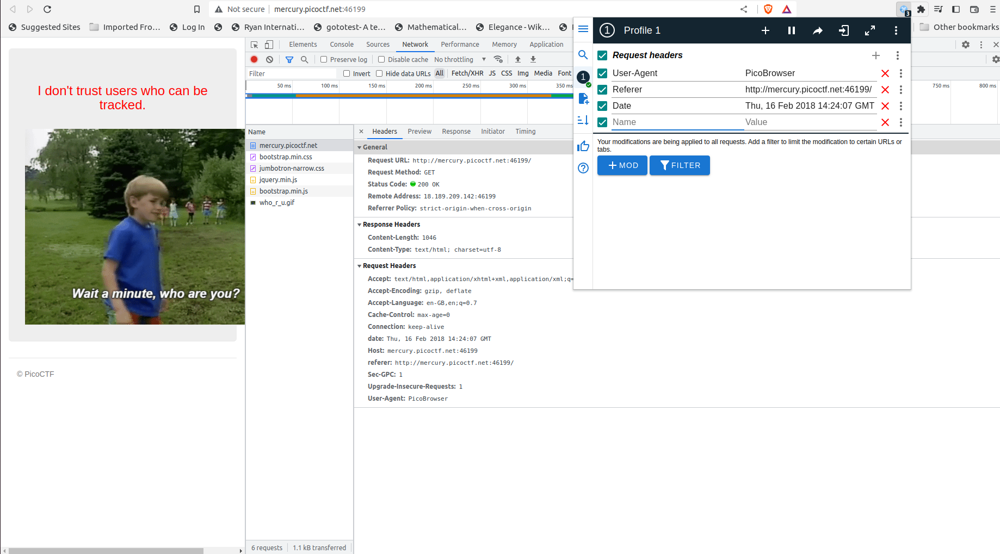 Not secure
mercury.picoctf.net:46199
3
Suggested Sites
Imported Fro...
Log In
Ryan Internati...
gototest- A te...
Mathematical...
Elegance - Wik...
Other bookmarks
I don't trust users who can be
tracked.
Wait a minute, who are you?
© PicoCTF
Elements
Console
Sources
Network
Performance
Memory
Application
Preserve log
Disable cache
No throttling
Filter
Invert
Hide data URLs
All
Fetch/XHR
JS
CSS
Img
Media
Font
50 ms
100 ms
150 ms
200 ms
250 ms
300 ms
350 ms
750 ms
800 ms
Name
mercury.picoctf.net
bootstrap.min.css
jumbotron-narrow.css
jquery.min.js
bootstrap.min.js
who_r_u.gif
6 requests
1.1 kB transferred
Headers
Preview
Response
Initiator
Timing
General
Request URL: http://mercury.picoctf.net:46199/
Request Method: GET
Status Code: 200 OK
Remote Address: 18.189.209.142:46199
Referrer Policy: strict-origin-when-cross-origin
Response Headers
Content-Length: 1046
Content-Type: text/html; charset=utf-8
Request Headers
Accept: text/html,application/xhtml+xml,application/xml;q=
Accept-Encoding: gzip, deflate
Accept-Language: en-GB,en;q=0.7
Cache-Control: max-age=0
Connection: keep-alive
date: Thu, 16 Feb 2018 14:24:07 GMT
Host: mercury.picoctf.net:46199
referer: http://mercury.picoctf.net:46199/
Sec-GPC: 1
Upgrade-Insecure-Requests: 1
User-Agent: PicoBrowser
1
Profile 1
Request headers
1
User-Agent PicoBrowser
Referer http://mercury.picoctf.net:46199/
Date Thu, 16 Feb 2018 14:24:07 GMT
Name Value
Your modifications are being applied to all requests. Add a filter to limit the modification to certain URLs or
tabs.
MOD
FILTER